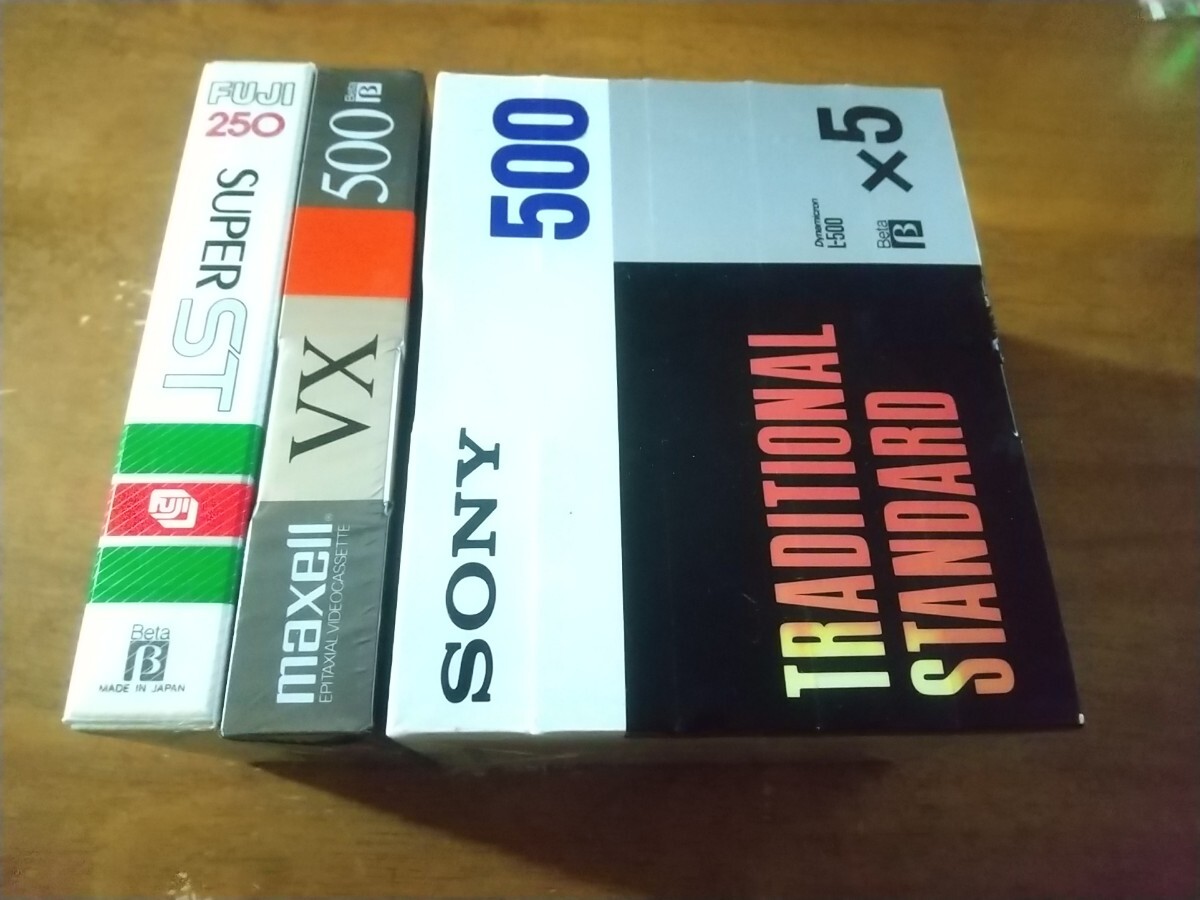 FUJI
250
SUPER ST
FUJI
Beta
β
MADE IN JAPAN
500
Beta
β
VX
maxell
EPITAXIAL VIDEOCASSETTE
SONY 500
Dynamicron
L-500
Beta β
×5
TRADITIONAL
STANDARD